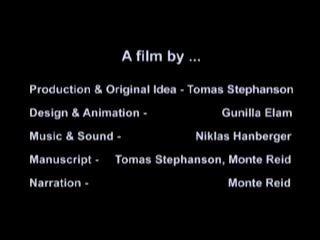 A film by ...
Production & Original Idea - Tomas Stephanson
Design & Animation - Gunilla Elam
Music & Sound - Niklas Hanberger
Manuscript - Tomas Stephanson, Monte Reid
Narration - Monte Reid